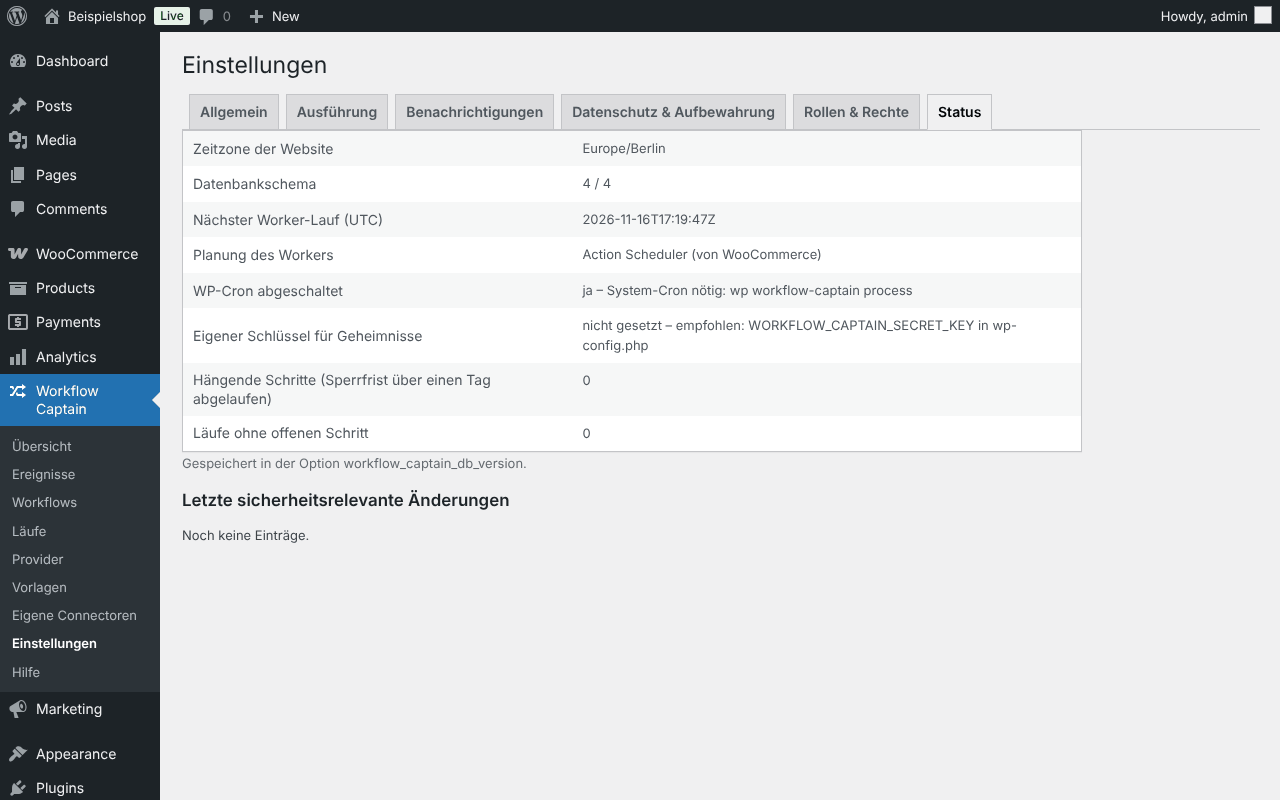 Beispielshop Live 0 New Howdy, admin
Dashboard
Posts
Media
Pages
Comments
WooCommerce
Products
Payments
Analytics
Workflow
Captain
Übersicht
Ereignisse
Workflows
Läufe
Provider
Vorlagen
Eigene Connectoren
Einstellungen
Hilfe
Marketing
Appearance
Plugins
Einstellungen
Allgemein Ausführung Benachrichtigungen Datenschutz & Aufbewahrung Rollen & Rechte Status
Zeitzone der Website Europe/Berlin
Datenbankschema 4 / 4
Nächster Worker-Lauf (UTC) 2026-11-16T17:19:47Z
Planung des Workers Action Scheduler (von WooCommerce)
WP-Cron abgeschaltet ja – System-Cron nötig: wp workflow-captain process
Eigener Schlüssel für Geheimnisse nicht gesetzt – empfohlen: WORKFLOW_CAPTAIN_SECRET_KEY in wp-
config.php
Hängende Schritte (Sperrfrist über einen Tag 0
abgelaufen)
Läufe ohne offenen Schritt 0
Gespeichert in der Option workflow_captain_db_version.
Letzte sicherheitsrelevante Änderungen
Noch keine Einträge.